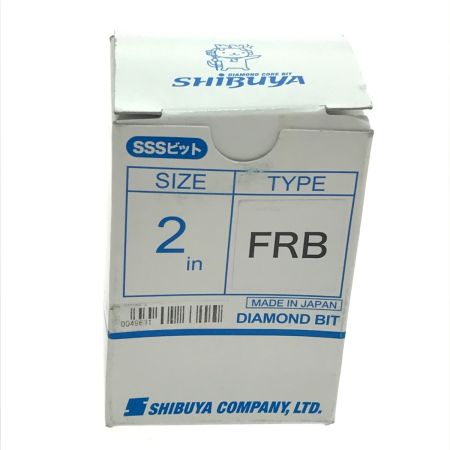 DIAMOND CORE BIT
SHIBUYA
SSSビット
SIZE TYPE
2 in FRB
MADE IN JAPAN
DIAMOND BIT
SHIBUYA COMPANY, LTD.